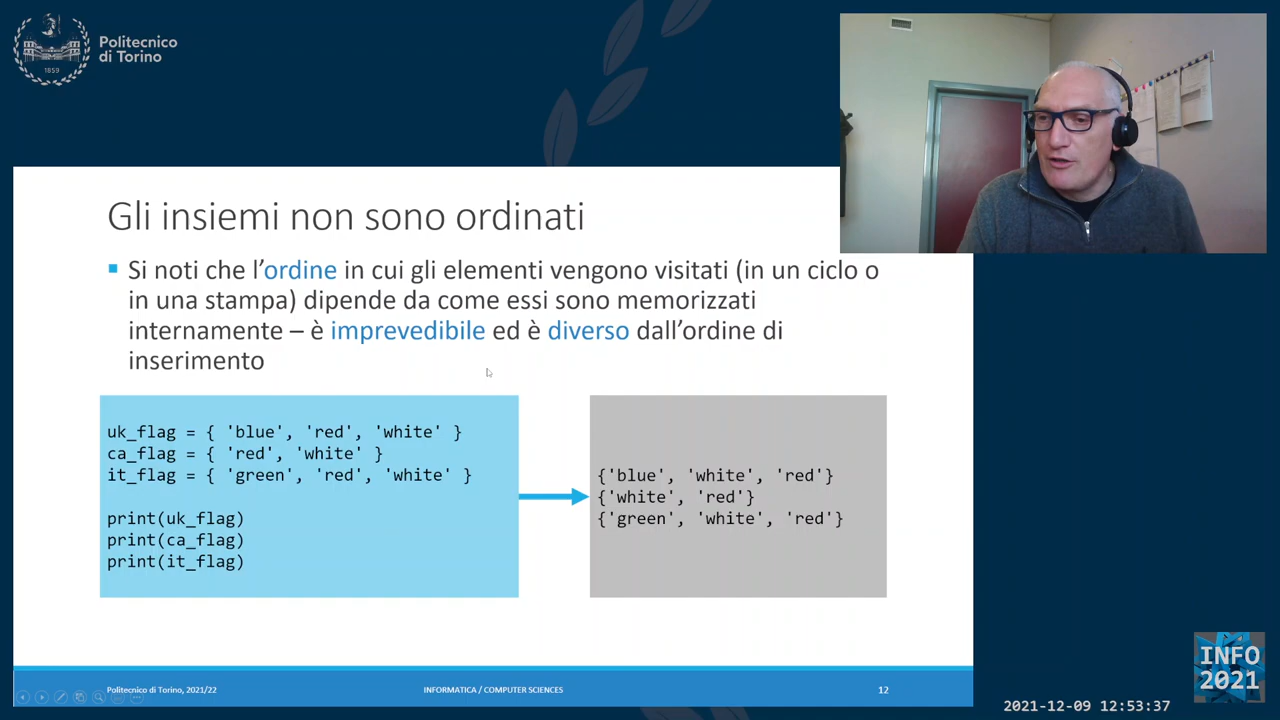 Politecnico
di Torino
1859
Gli insiemi non sono ordinati
Si noti che l'ordine in cui gli elementi vengono visitati (in un ciclo o
in una stampa) dipende da come essi sono memorizzati
internamente – è imprevedibile ed è diverso dall'ordine di
inserimento
uk_flag = { 'blue', 'red', 'white' }
ca_flag = { 'red', 'white' }
it_flag = { 'green', 'red', 'white' }
print(uk_flag)
print(ca_flag)
print(it_flag)
{'blue', 'white', 'red'}
{'white', 'red'}
{'green', 'white', 'red'}
Politecnico di Torino, 2021/22
INFORMATICA / COMPUTER SCIENCES
12
INFO
2021
2021-12-09 12:53:37